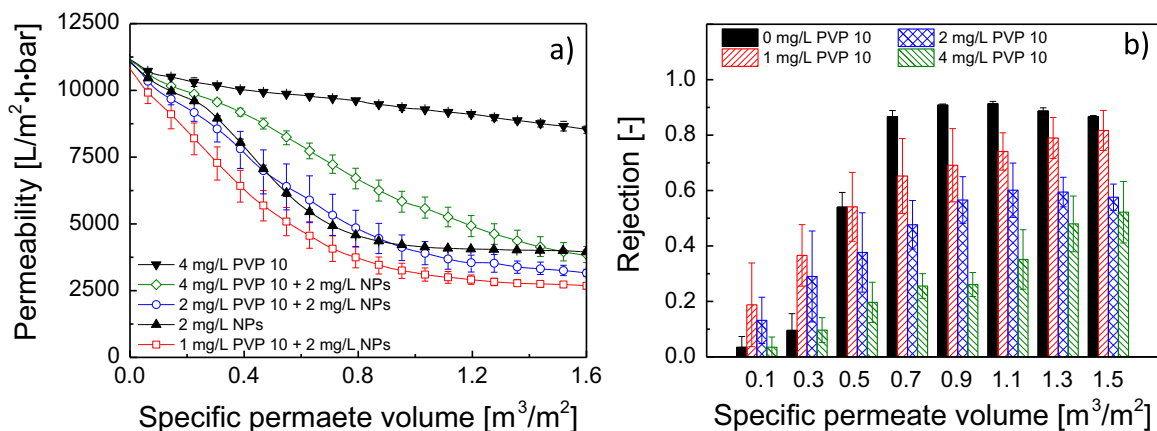 a)
12500
10000
7500
5000
2500
0
Permeability [L/m²·h·bar]
4 mg/L PVP 10
4 mg/L PVP 10 + 2 mg/L NPs
2 mg/L PVP 10 + 2 mg/L NPs
2 mg/L NPs
1 mg/L PVP 10 + 2 mg/L NPs
0.0 0.4 0.8 1.2 1.6
Specific permaete volume [m³/m²]
b)
0 mg/L PVP 10 2 mg/L PVP 10
1 mg/L PVP 10 4 mg/L PVP 10
1.0
0.8
0.6
0.4
0.2
0.0
Rejection [-]
0.1 0.3 0.5 0.7 0.9 1.1 1.3 1.5
Specific permeate volume [m³/m²]